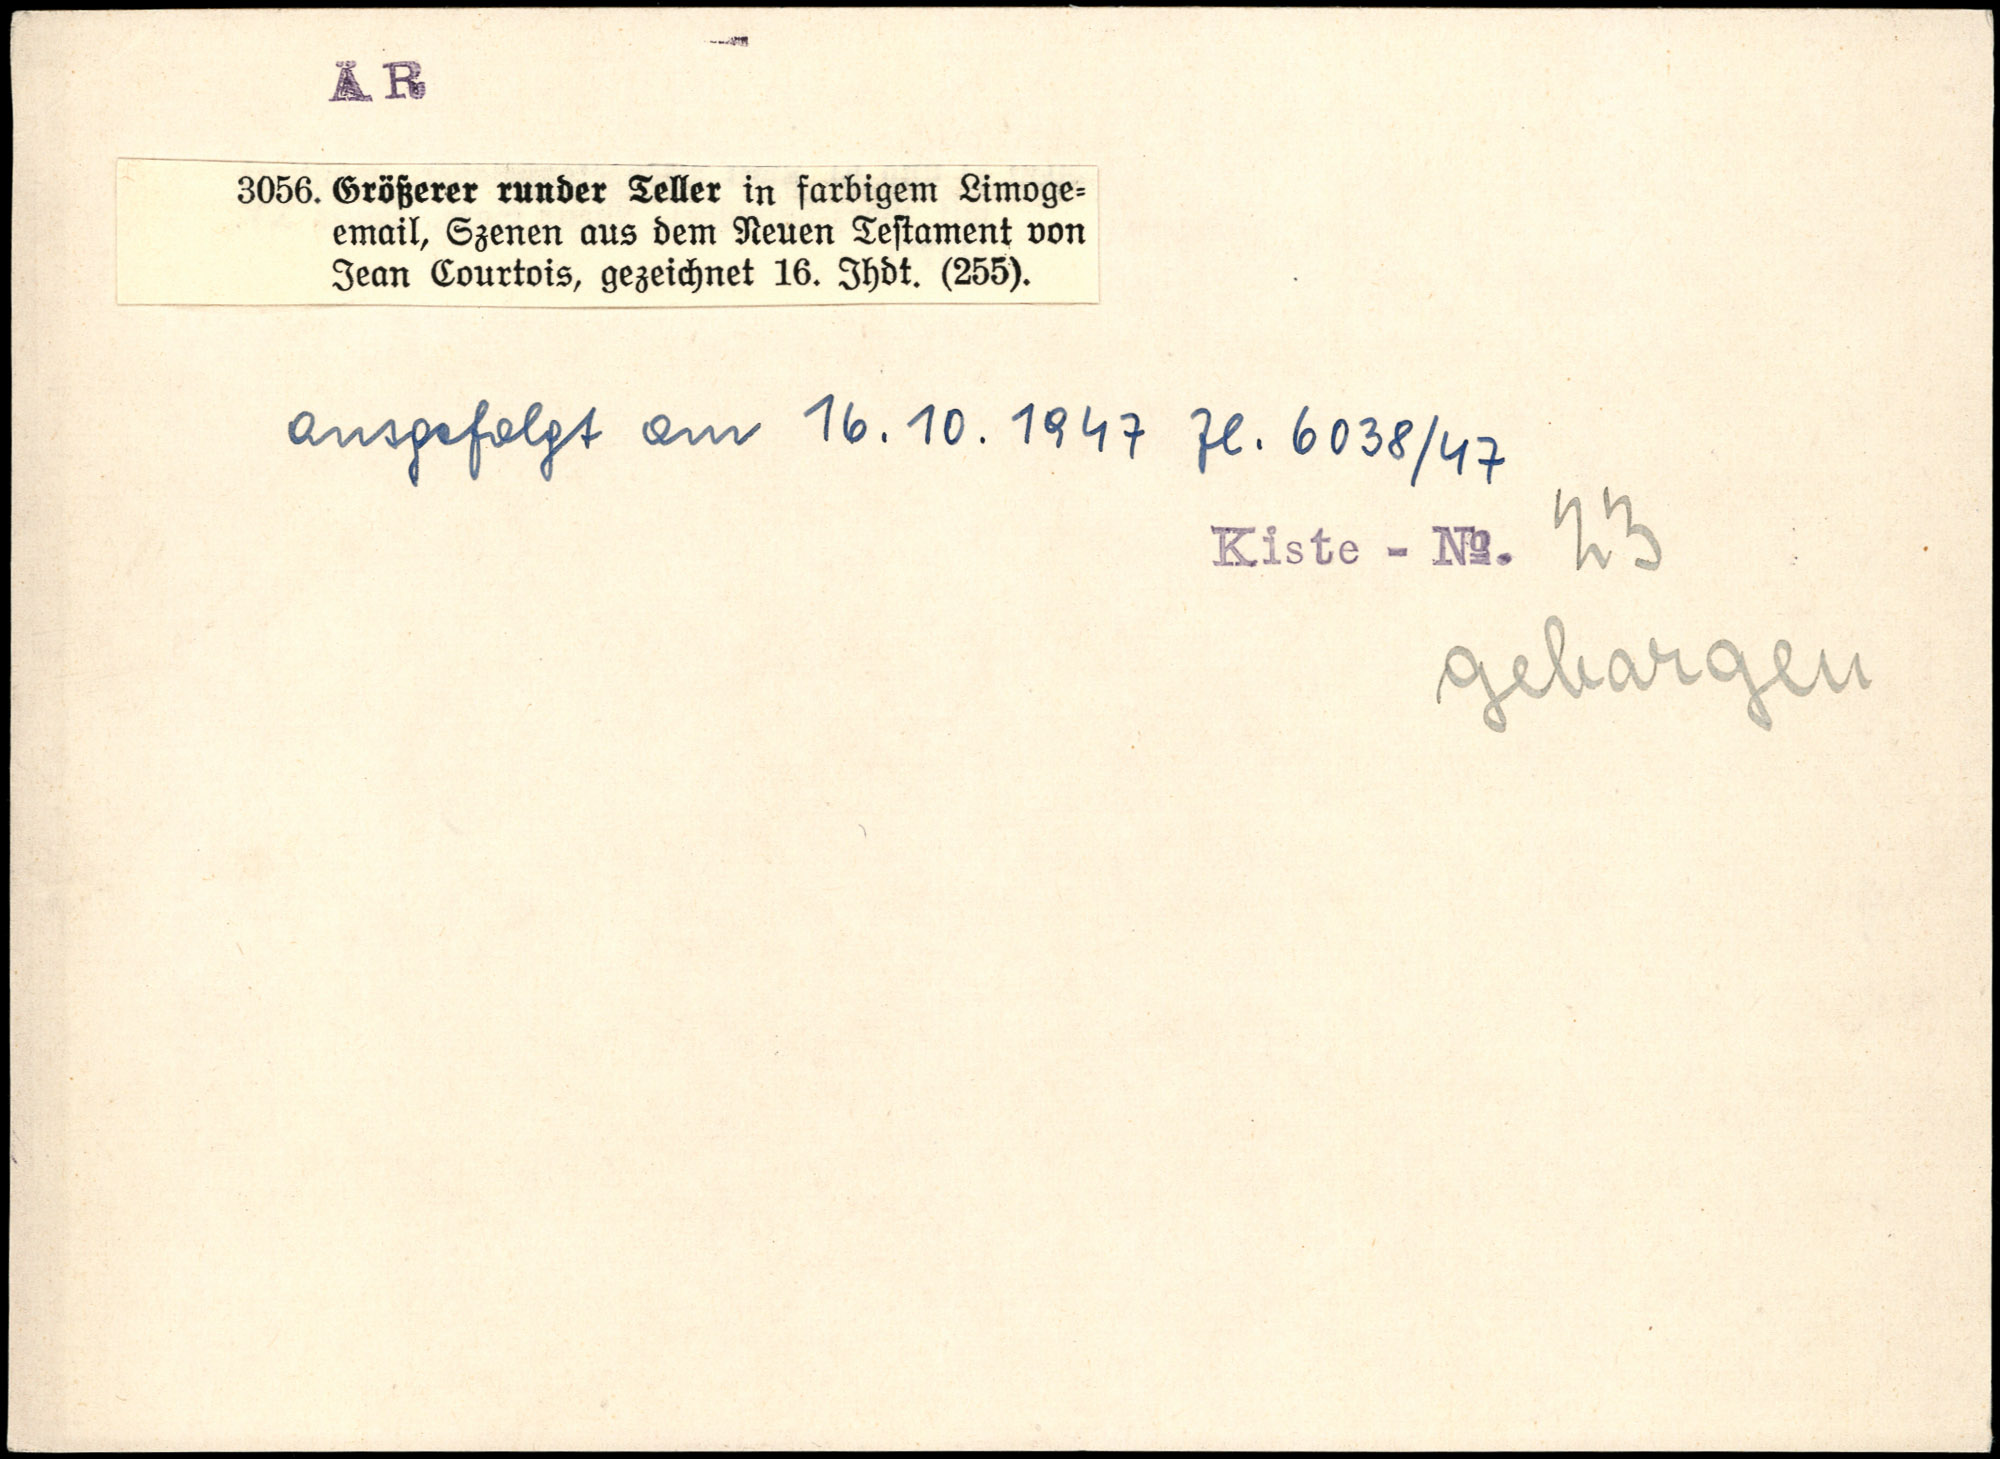 AR
3056. Größerer runder Teller in farbigem Limoge-
email, Szenen aus dem Neuen Testament von
Jean Courtois, gezeichnet 16. Jhdt. (255).
ausgefolgt am 16.10.1947 Zl. 6038/47
Kiste - Nº. 23
geborgen